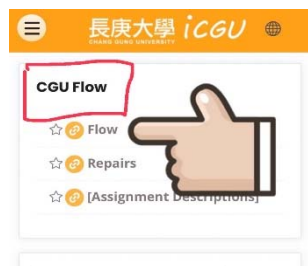 長庚大學 iCGU
CHANG GUNG UNIVERSITY
CGU Flow
Flow
Repairs
[Assignment Descriptions]